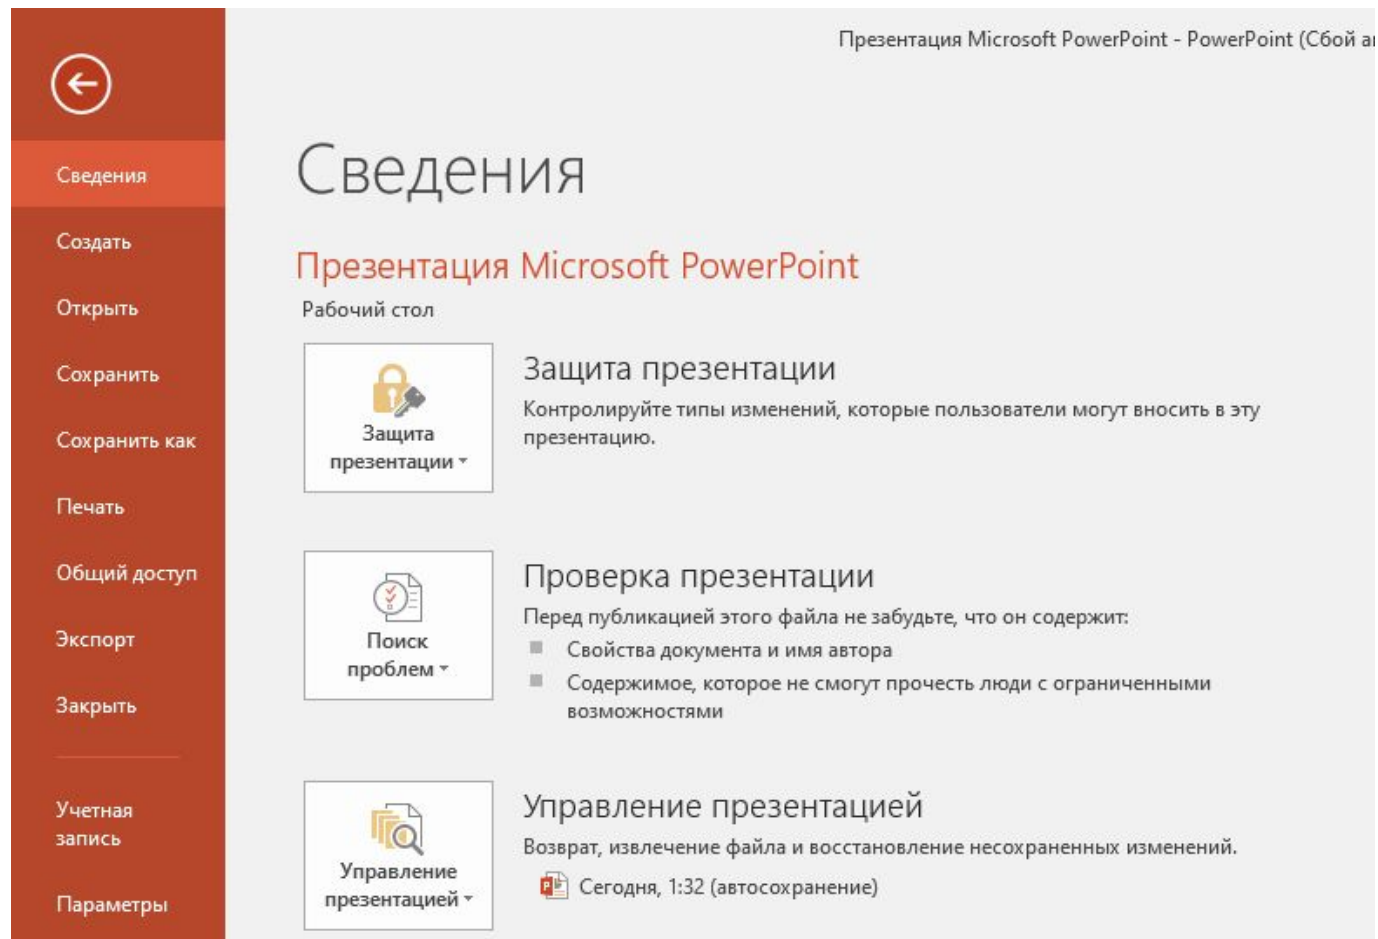 Презентация Microsoft PowerPoint - PowerPoint (Сбой
Сведения
Создать
Открыть
Сохранить
Сохранить как
Печать
Общий доступ
Экспорт
Закрыть
Учетная
запись
Параметры
Сведения
Презентация Microsoft PowerPoint
Рабочий стол
Защита
презентации
Защита презентации
Контролируйте типы изменений, которые пользователи могут вносить в эту
презентацию.
Поиск
проблем
Проверка презентации
Перед публикацией этого файла не забудьте, что он содержит:
Свойства документа и имя автора
Содержимое, которое не смогут прочесть люди с ограниченными
возможностями
Управление
презентацией
Управление презентацией
Возврат, извлечение файла и восстановление несохраненных изменений.
Сегодня, 1:32 (автосохранение)